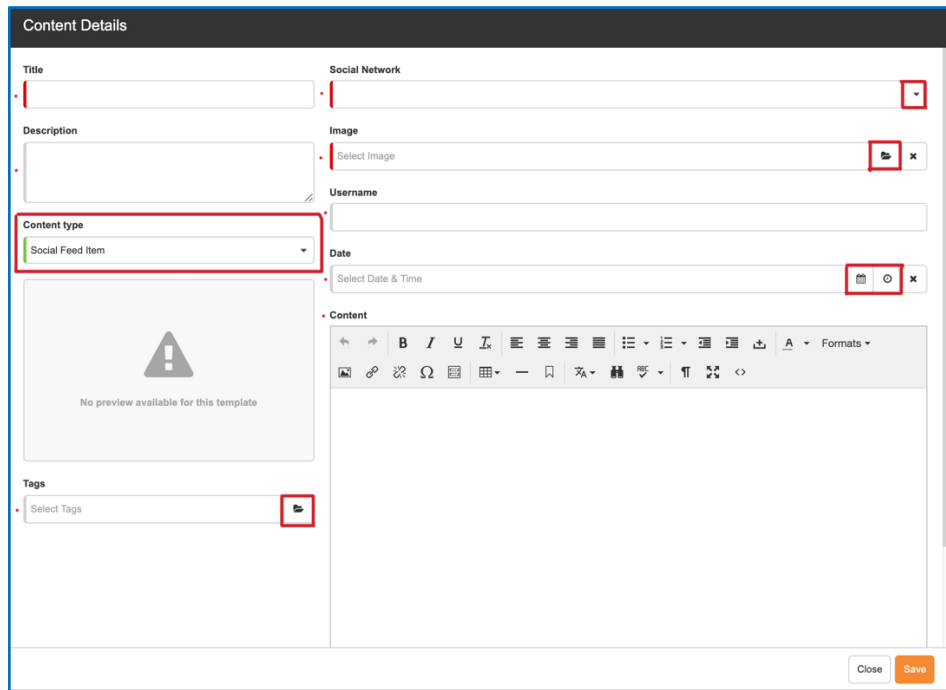 Content Details
Title
Description
Content type
Social Feed Item
No preview available for this template
Tags
Select Tags
Social Network
Image
Select Image
Username
Date
Select Date & Time
Content
Formats
Close
Save